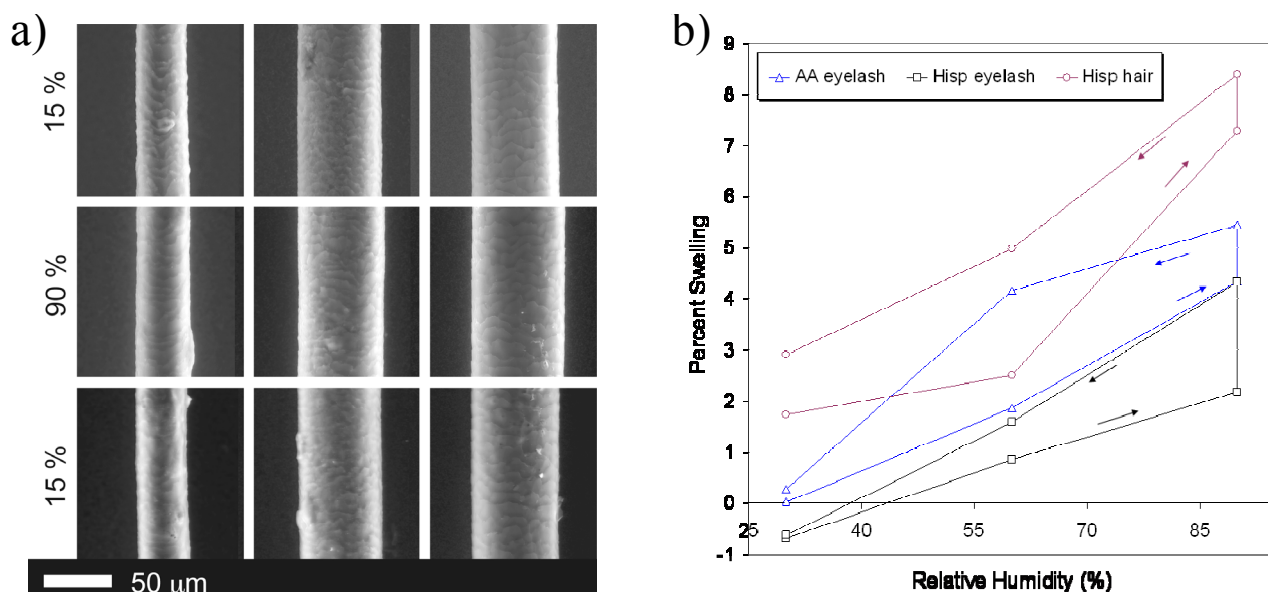 a)
15 %
90 %
15 %
50 µm
b)
AA eyelash
Hisp eyelash
Hisp hair
Percent Swelling
9
8
7
6
5
4
3
2
1
0
-1
25 2 40 55 70 85
Relative Humidity (%)